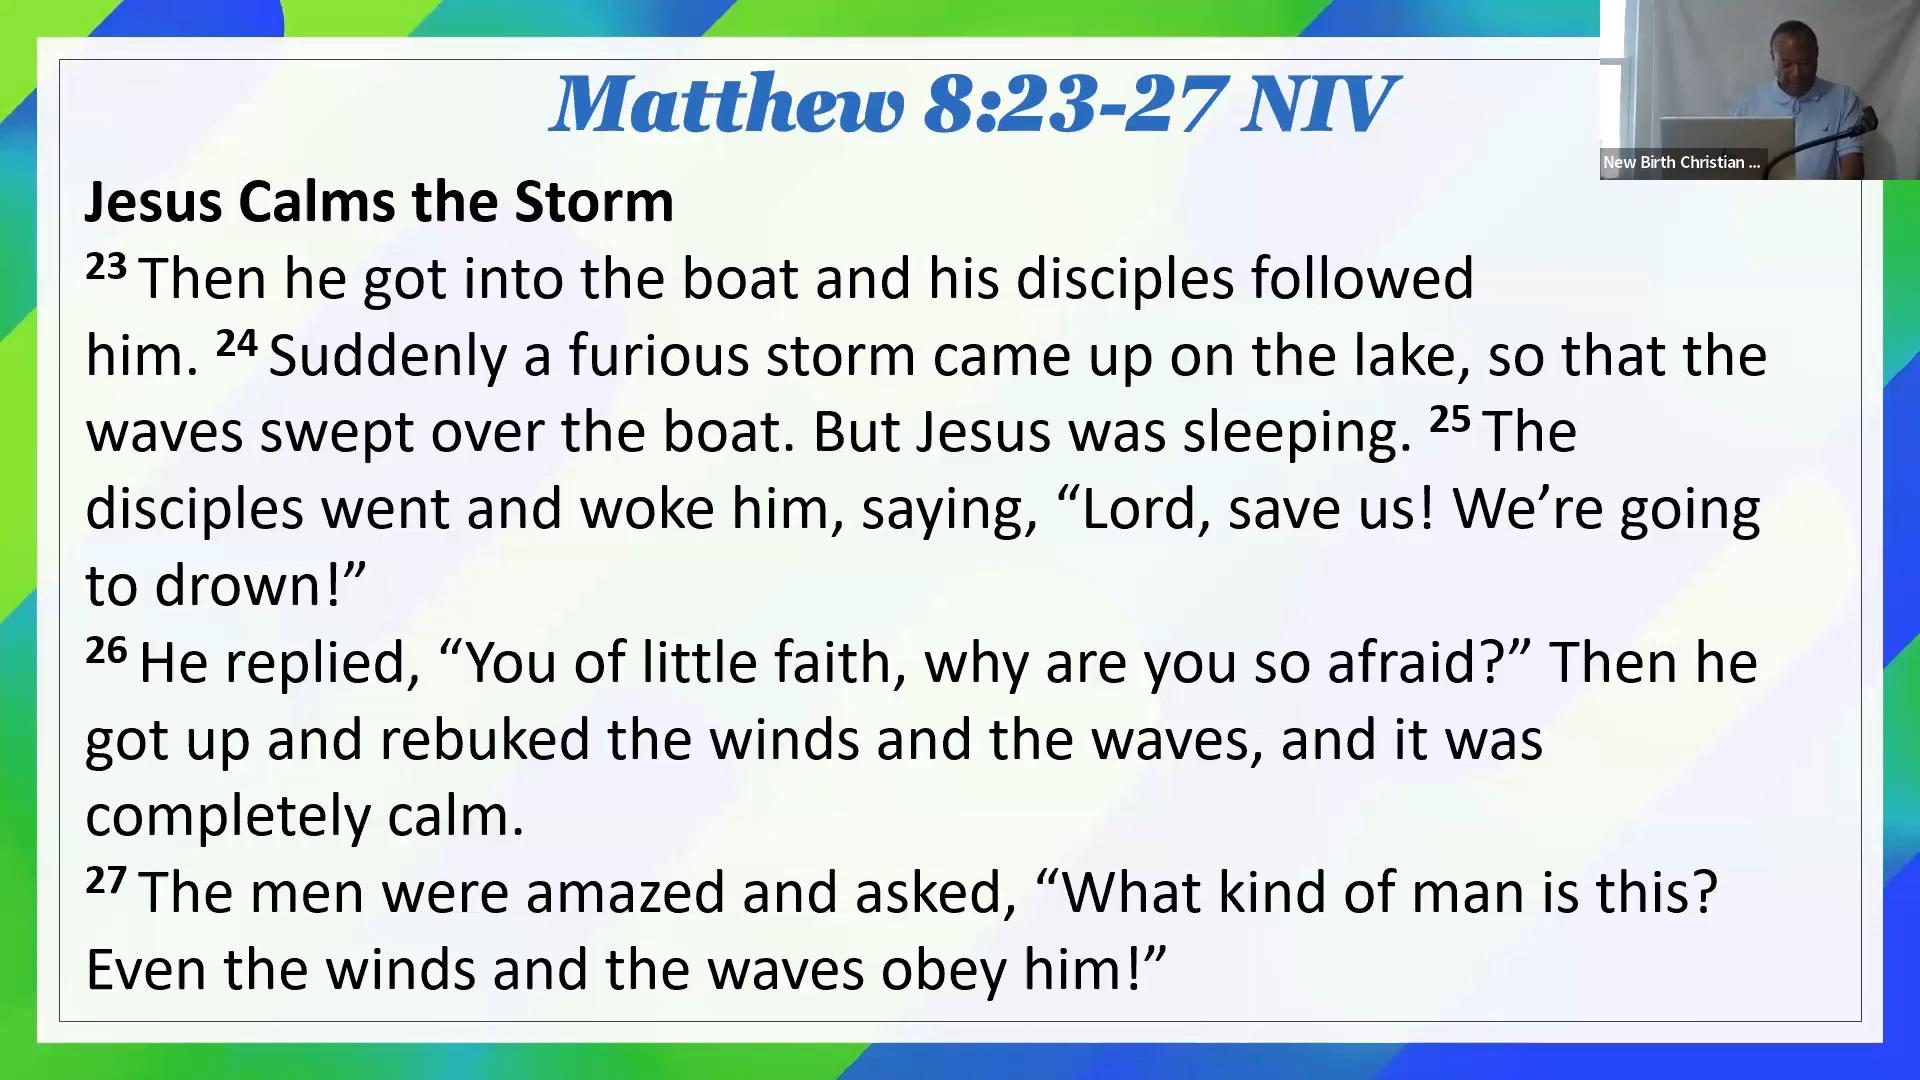 Matthew 8:23-27 NIV
New Birth Christian ...
Jesus Calms the Storm
23 Then he got into the boat and his disciples followed
him. 24 Suddenly a furious storm came up on the lake, so that the
waves swept over the boat. But Jesus was sleeping. 25 The
disciples went and woke him, saying, “Lord, save us! We’re going
to drown!”
26 He replied, “You of little faith, why are you so afraid?” Then he
got up and rebuked the winds and the waves, and it was
completely calm.
27 The men were amazed and asked, “What kind of man is this?
Even the winds and the waves obey him!”